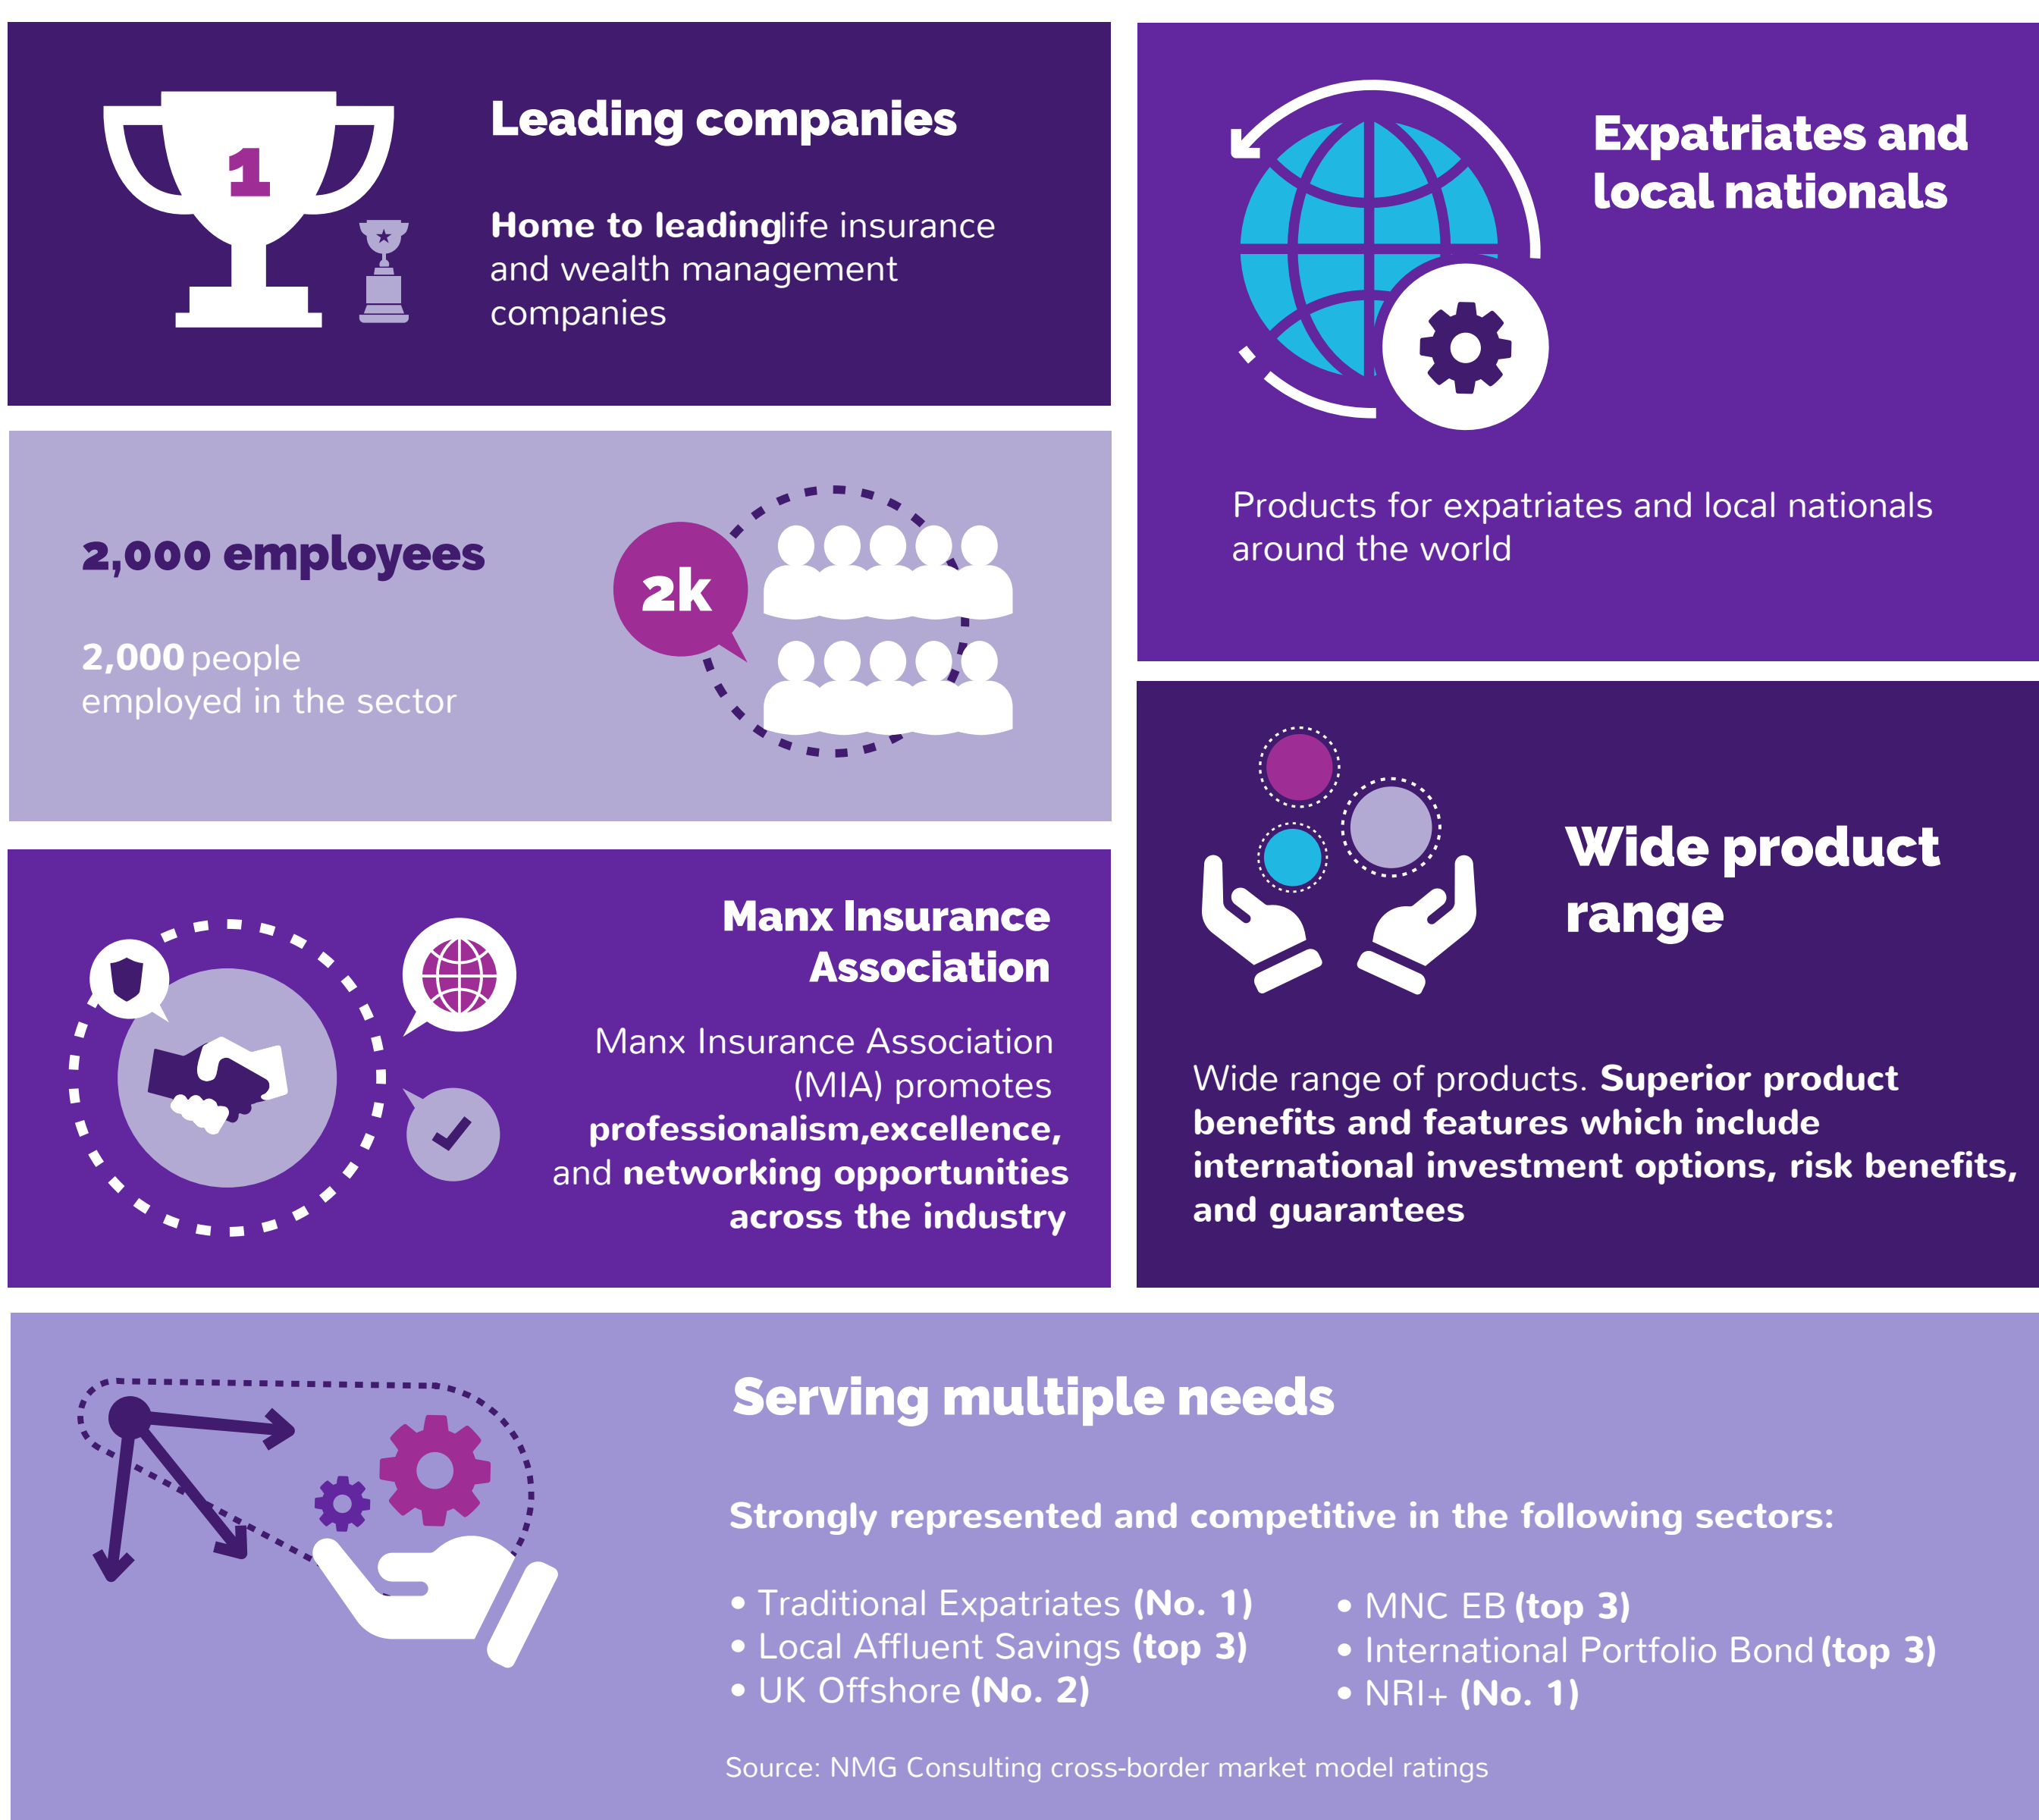 1
Leading companies
Home to leading life insurance
and wealth management
companies
Expatriates and
local nationals
Products for expatriates and local nationals
around the world
2,000 employees
2,000 people
employed in the sector
2k
Manx Insurance
Association
Manx Insurance Association
(MIA) promotes
professionalism,excellence,
and networking opportunities
across the industry
Wide product
range
Wide range of products. Superior product
benefits and features which include
international investment options, risk benefits,
and guarantees
Serving multiple needs
Strongly represented and competitive in the following sectors:
• Traditional Expatriates (No. 1)
• Local Affluent Savings (top 3)
• UK Offshore (No. 2)
• MNC EB (top 3)
• International Portfolio Bond (top 3)
• NRI+ (No. 1)
Source: NMG Consulting cross-border market model ratings